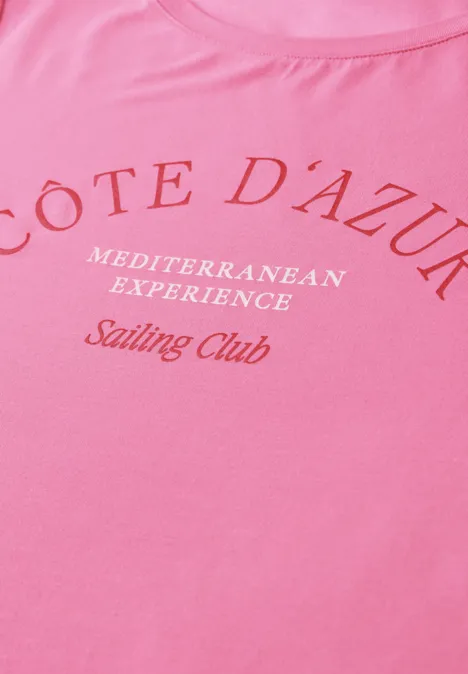 CÔTE D‘AZUR
MEDITERRANEAN
EXPERIENCE
Sailing Club